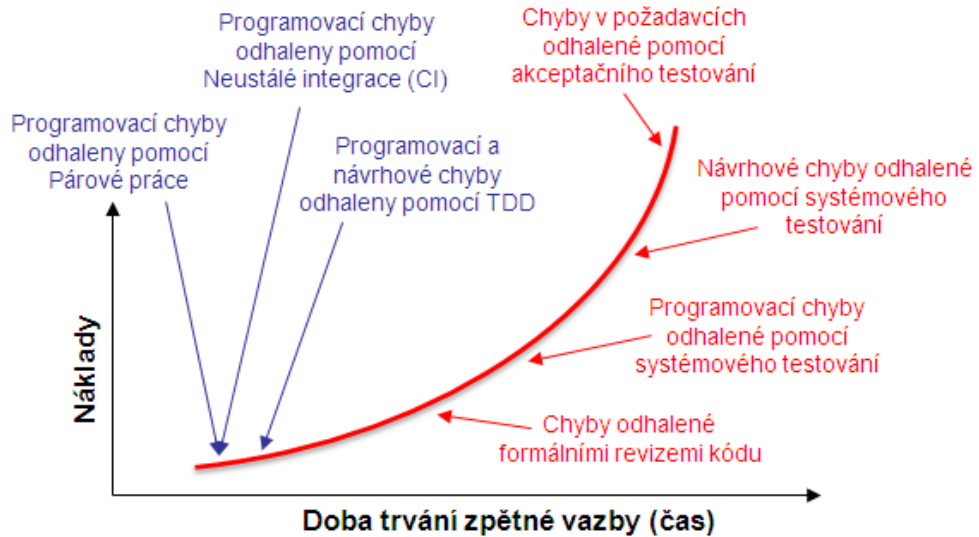 Programovací chyby
odhaleny pomocí
Neustálé integrace (CI)
Chyby v požadavcích
odhalené pomocí
akceptačního testování
Programovací chyby
odhaleny pomocí
Párové práce
Programovací a
návrhové chyby
odhaleny pomocí TDD
Návrhové chyby odhalené
pomocí systémového
testování
Programovací chyby
odhalené pomocí
systémového testování
Chyby odhalené
formálními revizemi kódu
Náklady
Doba trvání zpětné vazby (čas)